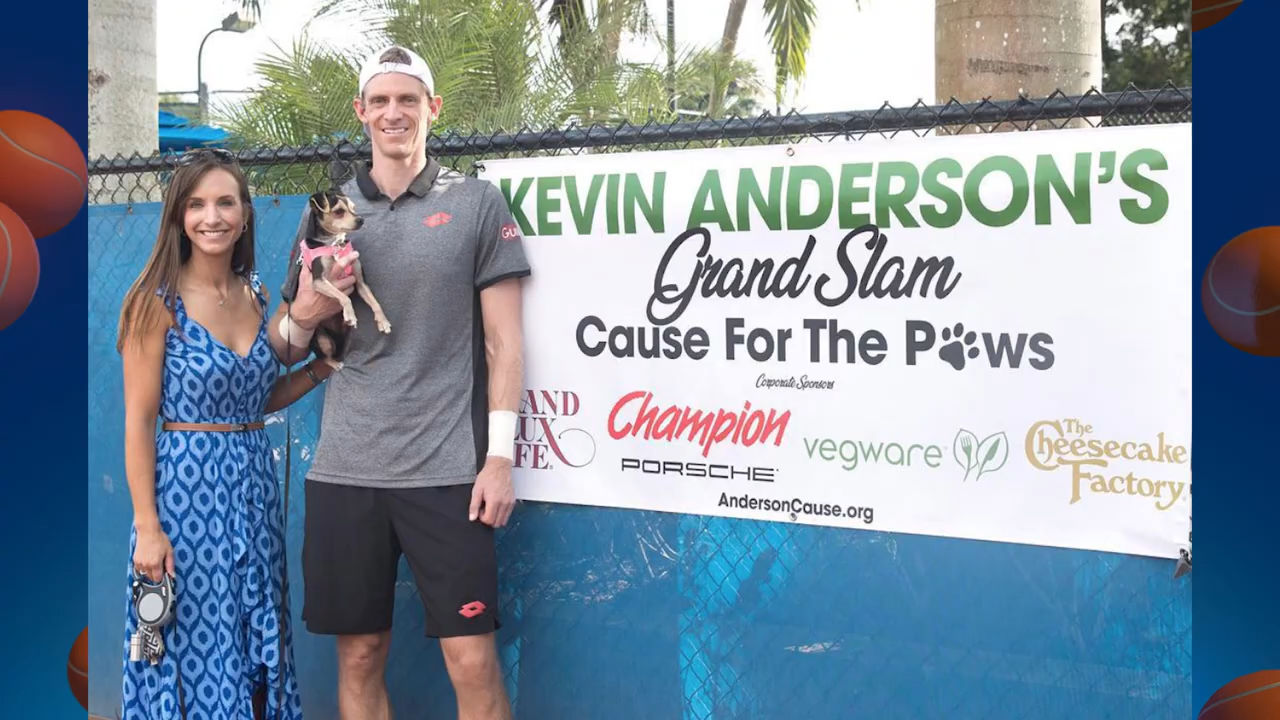 KEVIN ANDERSON'S
Grand Slam
Cause For The Paws
Corporate Sponsors
Champion
PORSCHE
vegware
The
Cheesecake
Factory
AndersonCause.org